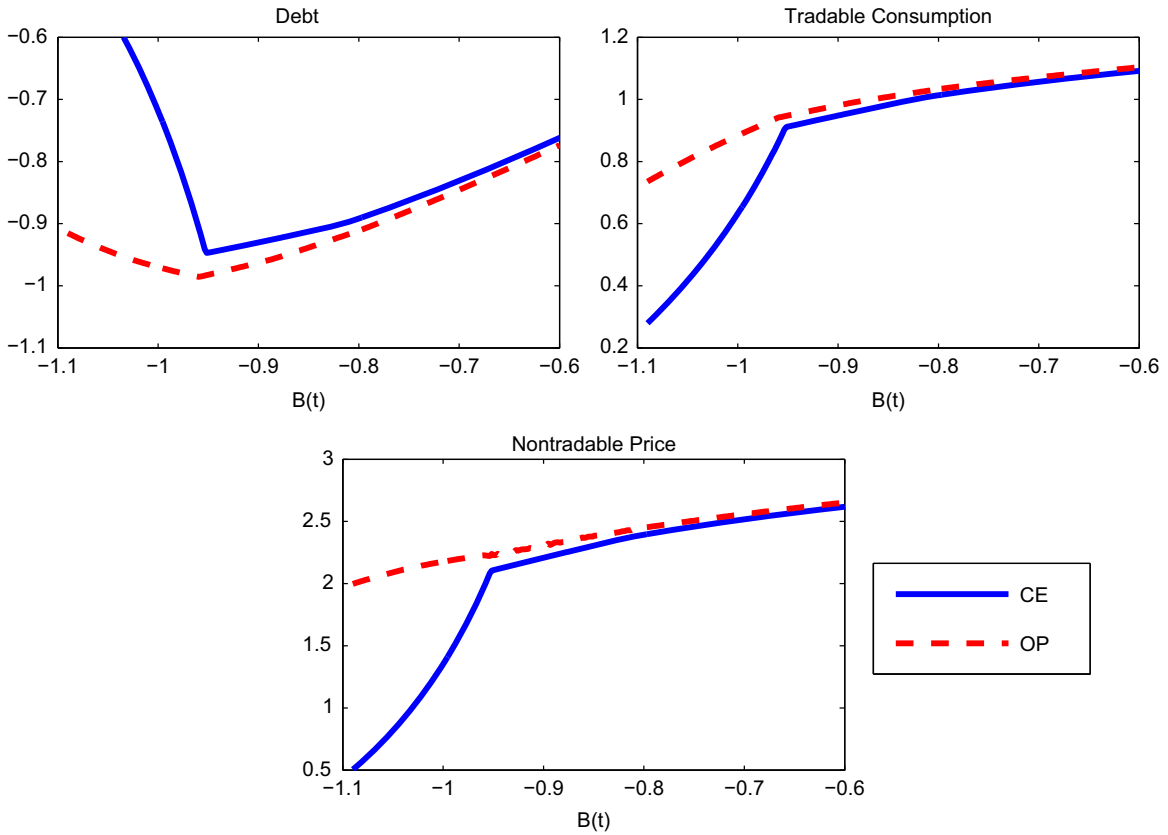 Debt
−0.6
−0.7
−0.8
−0.9
−1
−1.1
−1.1 −1 −0.9 −0.8 −0.7 −0.6
B(t)
Tradable Consumption
1.2
1
0.8
0.6
0.4
0.2
−1.1 −1 −0.9 −0.8 −0.7 −0.6
B(t)
Nontradable Price
3
2.5
2
1.5
1
0.5
−1.1 −1 −0.9 −0.8 −0.7 −0.6
B(t)
CE
OP